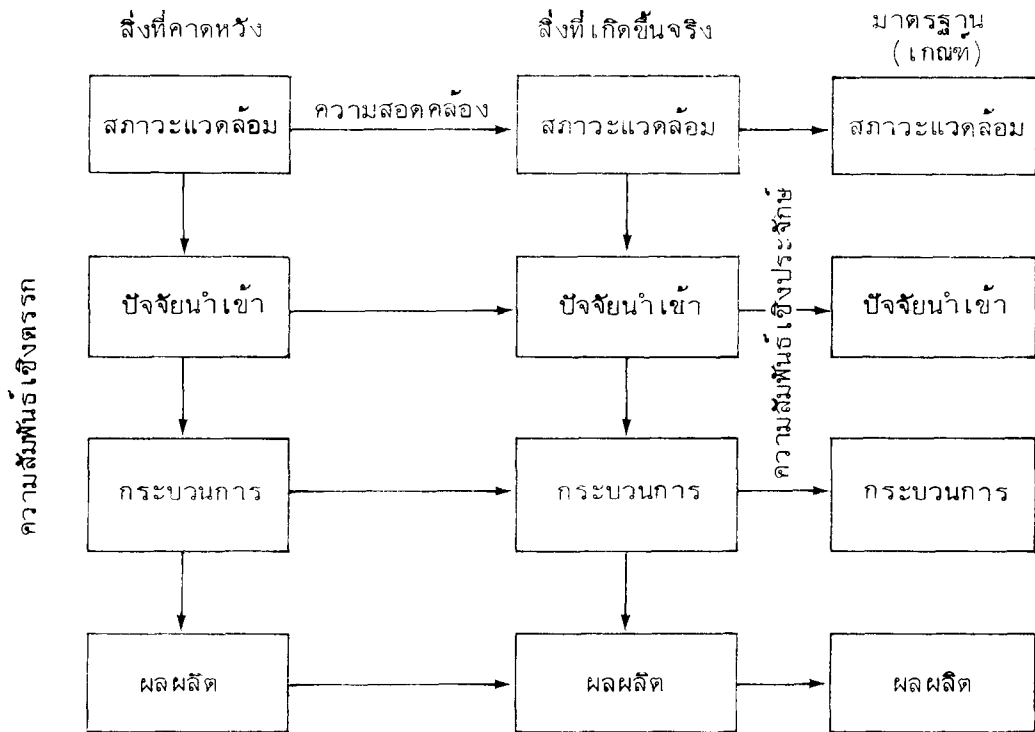 สิ่งที่คาดหวัง
สิ่งที่เกิดขึ้นจริง
มาตรฐาน
(เกณฑ์)
สภาวะแวดล้อม
ความสอดคล้อง
สภาวะแวดล้อม
สภาวะแวดล้อม
ความสัมพันธ์เชิงตรรก
ปัจจัยนำเข้า
ปัจจัยนำเข้า
ความสัมพันธ์เชิงประจักษ์
ปัจจัยนำเข้า
กระบวนการ
กระบวนการ
กระบวนการ
ผลผลิต
ผลผลิต
ผลผลิต